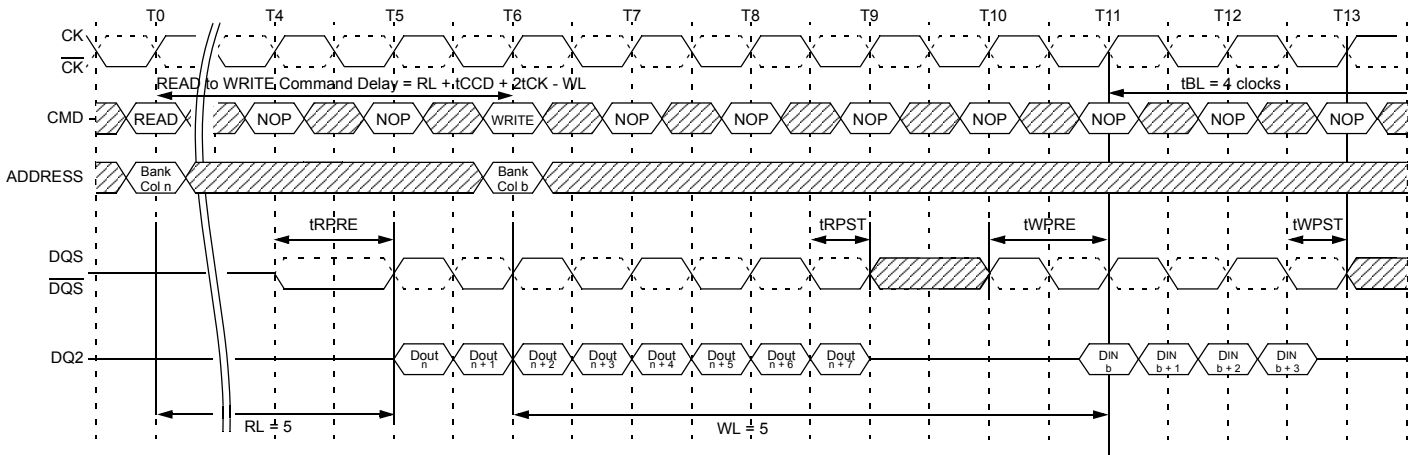 T0 T4 T5 T6 T7 T8 T9 T10 T11 T12 T13
CK
CK
READ to WRITE Command Delay = RL + tCCD + 2tCK - WL
tBL = 4 clocks
CMD READ NOP NOP WRITE NOP NOP NOP NOP NOP NOP NOP
ADDRESS Bank Col n Bank Col b
tRPRE tRPST tWPRE tWPST
DQS
DQS
DQ2 Dout n Dout n + 1 Dout n + 2 Dout n + 3 Dout n + 4 Dout n + 5 Dout n + 6 Dout n + 7 DIN b DIN b + 1 DIN b + 2 DIN b + 3
RL = 5 WL = 5